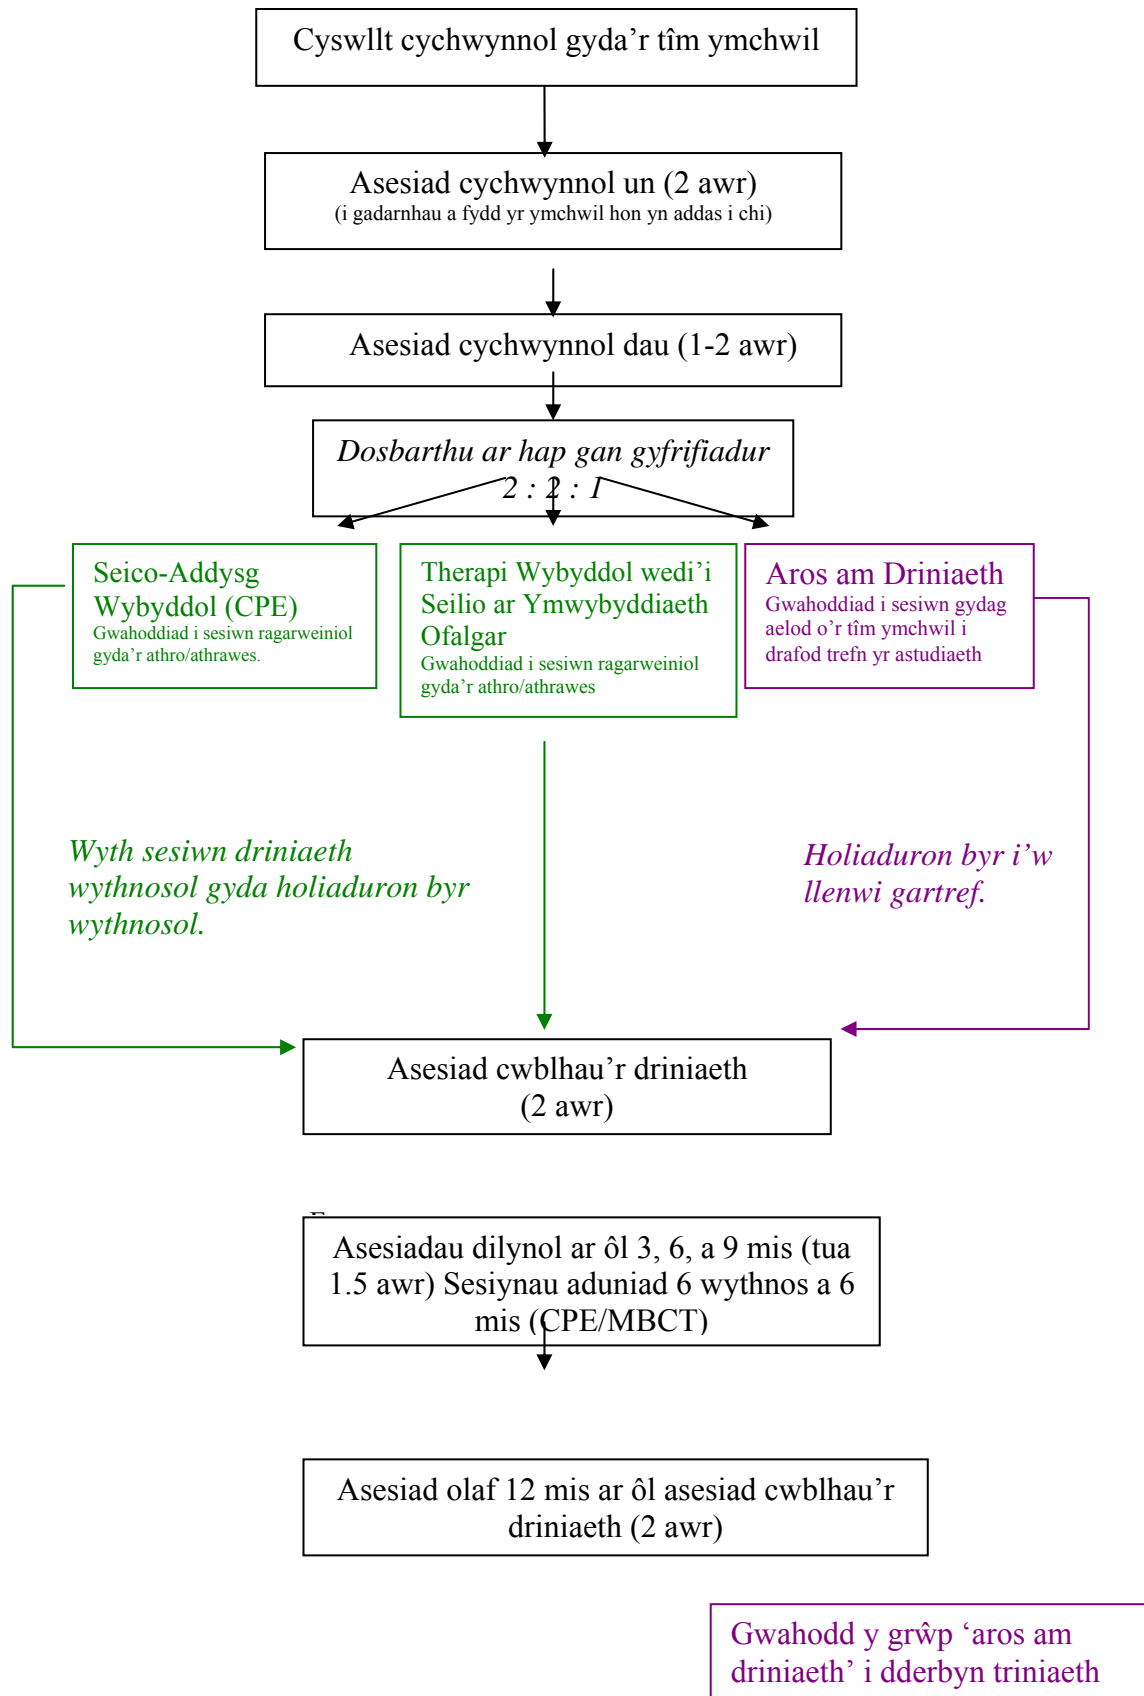 Cyswllt cychwynnol gyda’r tîm ymchwil
Asesiad cychwynnol un (2 awr)
(i gadarnhau a fydd yr ymchwil hon yn addas i chi)
Asesiad cychwynnol dau (1-2 awr)
Dosbarthu ar hap gan gyfrifiadur
2 : 2 : 1
Seico-Addysg
Wybyddol (CPE)
Gwahoddiad i sesiwn ragarweiniol
gyda’r athro/athrawes.
Therapi Wybyddol wedi’i
Seilio ar Ymwybyddiaeth
Ofalgar
Gwahoddiad i sesiwn ragarweiniol
gyda’r athro/athrawes
Aros am Driniaeth
Gwahoddiad i sesiwn gydag
aelod o’r tîm ymchwil i
drafod trefn yr astudiaeth
Wyth sesiwn driniaeth
wythnosol gyda holiaduron byr
wythnosol.
Holiaduron byr i’w
llenwi gartref.
Asesiad cwblhau’r driniaeth
(2 awr)
Asesiadau dilynol ar ôl 3, 6, a 9 mis (tua
1.5 awr) Sesiynau aduniad 6 wythnos a 6
mis (CPE/MBCT)
Asesiad olaf 12 mis ar ôl asesiad cwblhau’r
driniaeth (2 awr)
Gwahodd y grŵp ‘aros am
driniaeth’ i dderbyn triniaeth